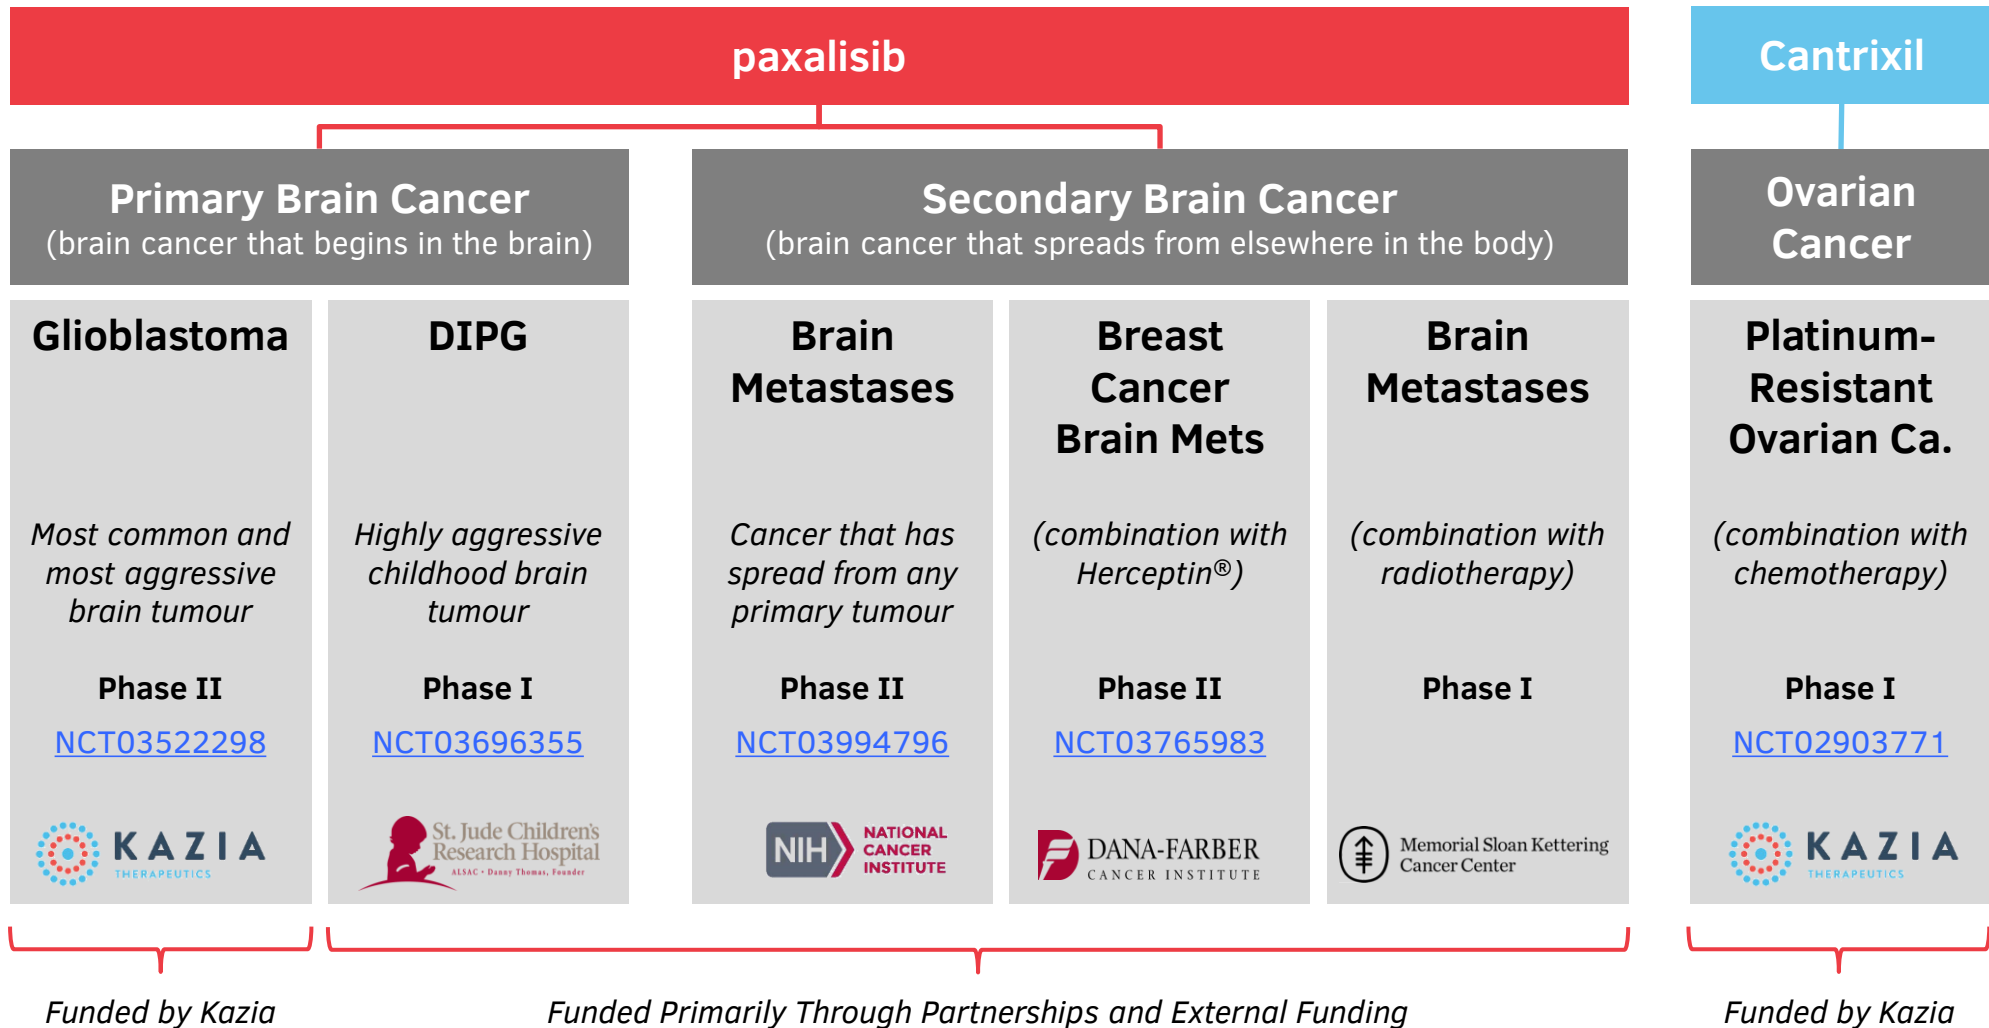 paxalisib
Cantrixil
Primary Brain Cancer
(brain cancer that begins in the brain)
Secondary Brain Cancer
(brain cancer that spreads from elsewhere in the body)
Ovarian
Cancer
Glioblastoma
Most common and
most aggressive
brain tumour
Phase II
NCT03522298
KAZIA
THERAPEUTICS
DIPG
Highly aggressive
childhood brain
tumour
Phase I
NCT03696355
St. Jude Children's
Research Hospital
ALSAC • Danny Thomas, Founder
Brain
Metastases
Cancer that has
spread from any
primary tumour
Phase II
NCT03994796
NIH
NATIONAL
CANCER
INSTITUTE
Breast
Cancer
Brain Mets
(combination with
Herceptin®)
Phase II
NCT03765983
DANA-FARBER
CANCER INSTITUTE
Brain
Metastases
(combination with
radiotherapy)
Phase I
Memorial Sloan Kettering
Cancer Center
Platinum-
Resistant
Ovarian Ca.
(combination with
chemotherapy)
Phase I
NCT02903771
KAZIA
THERAPEUTICS
Funded by Kazia
Funded Primarily Through Partnerships and External Funding
Funded by Kazia